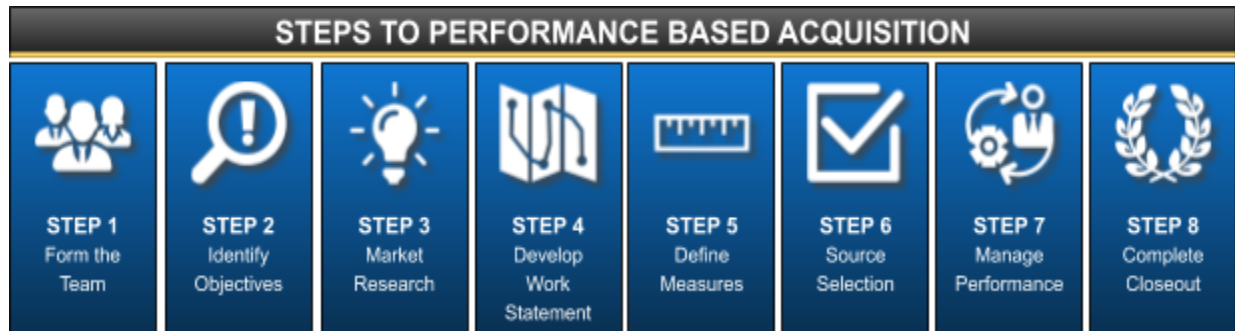 STEPS TO PERFORMANCE BASED ACQUISITION
STEP 1
Form the
Team
STEP 2
Identify
Objectives
STEP 3
Market
Research
STEP 4
Develop
Work
Statement
STEP 5
Define
Measures
STEP 6
Source
Selection
STEP 7
Manage
Performance
STEP 8
Complete
Closeout